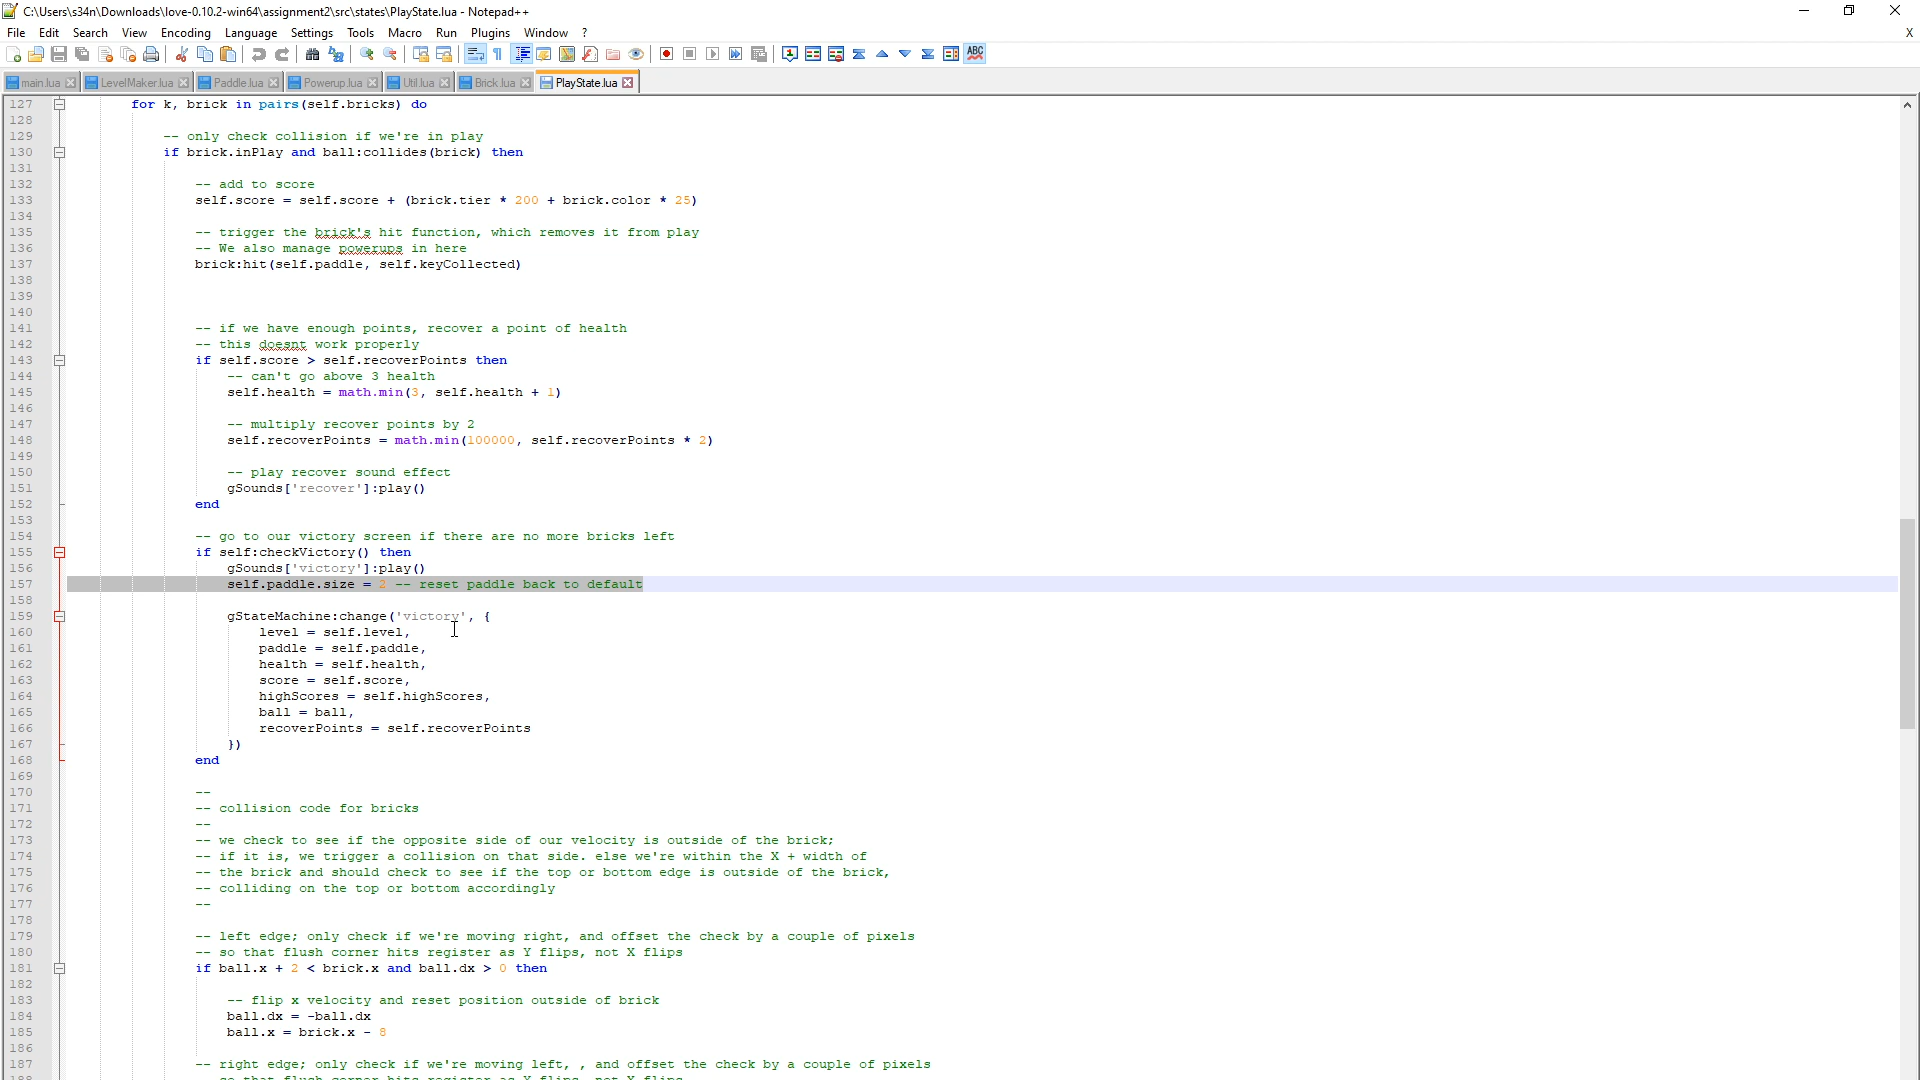 C:\Users\s34n\Downloads\love-0.10.2-win64\assignment2\src\states\PlayState.lua - Notepad++
File Edit Search View Encoding Language Settings Tools Macro Run Plugins Window ? X
main.lua LevelMaker.lua Paddle.lua Powerup.lua Util.lua Brick.lua PlayState.lua
127 for k, brick in pairs(self.bricks) do
128
129 -- only check collision if we're in play
130 if brick.inPlay and ball:collides(brick) then
131
132 -- add to score
133 self.score = self.score + (brick.tier * 200 + brick.color * 25)
134
135 -- trigger the brick's hit function, which removes it from play
136 -- We also manage powerups in here
137 brick:hit(self.paddle, self.keyCollected)
138
139
140
141 -- if we have enough points, recover a point of health
142 -- this doesnt work properly
143 if self.score > self.recoverPoints then
144 -- can't go above 3 health
145 self.health = math.min(3, self.health + 1)
146
147 -- multiply recover points by 2
148 self.recoverPoints = math.min(100000, self.recoverPoints * 2)
149
150 -- play recover sound effect
151 gSounds['recover']:play()
152 end
153
154 -- go to our victory screen if there are no more bricks left
155 if self:checkVictory() then
156 gSounds['victory']:play()
157 self.paddle.size = 2 -- reset paddle back to default
158
159 gStateMachine:change('victory', {
160 level = self.level,
161 paddle = self.paddle,
162 health = self.health,
163 score = self.score,
164 highScores = self.highScores,
165 ball = ball,
166 recoverPoints = self.recoverPoints
167 })
168 end
169
170 --
171 -- collision code for bricks
172 --
173 -- we check to see if the opposite side of our velocity is outside of the brick;
174 -- if it is, we trigger a collision on that side. else we're within the X + width of
175 -- the brick and should check to see if the top or bottom edge is outside of the brick,
176 -- colliding on the top or bottom accordingly
177 --
178
179 -- left edge; only check if we're moving right, and offset the check by a couple of pixels
180 -- so that flush corner hits register as Y flips, not X flips
181 if ball.x + 2 < brick.x and ball.dx > 0 then
182
183 -- flip x velocity and reset position outside of brick
184 ball.dx = -ball.dx
185 ball.x = brick.x - 8
186
187 -- right edge; only check if we're moving left, , and offset the check by a couple of pixels
188 -- so that flush corner hits register as Y flips, not X flips